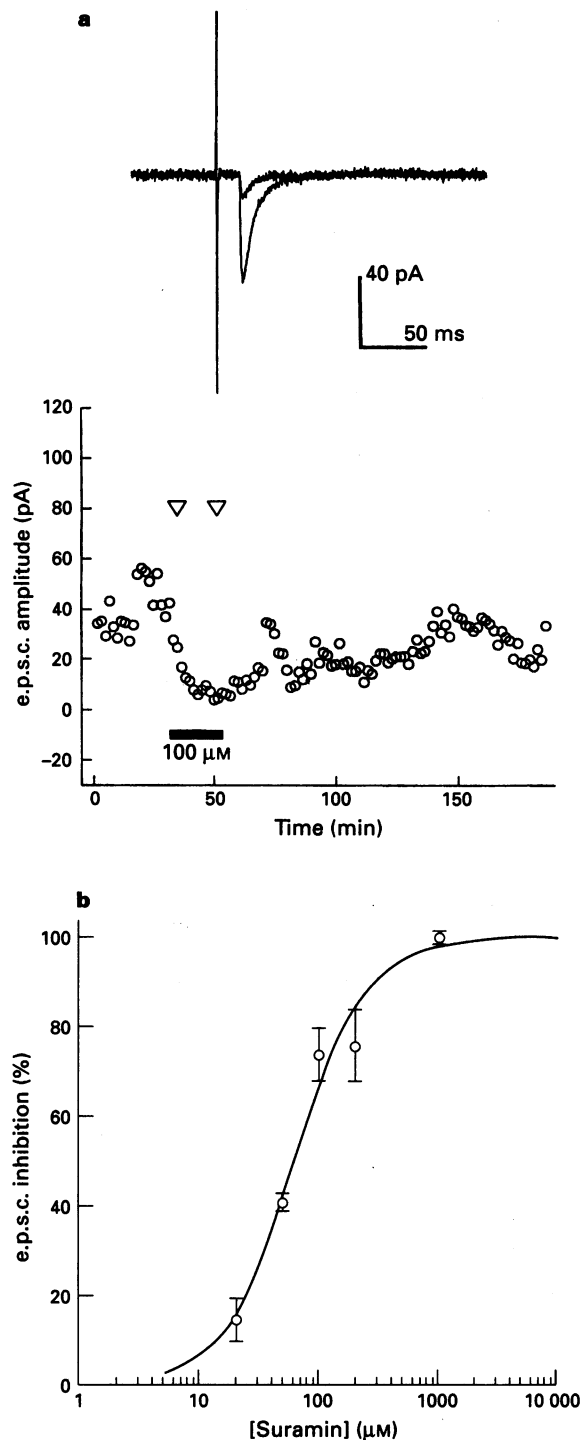 a
40 pA
50 ms
e.p.s.c. amplitude (pA)
120
100
80
60
40
20
0
–20
100 μM
0
50
100
150
Time (min)
b
e.p.s.c. inhibition (%)
100
80
60
40
20
0
1
10
100
1000
10 000
[Suramin] (μM)